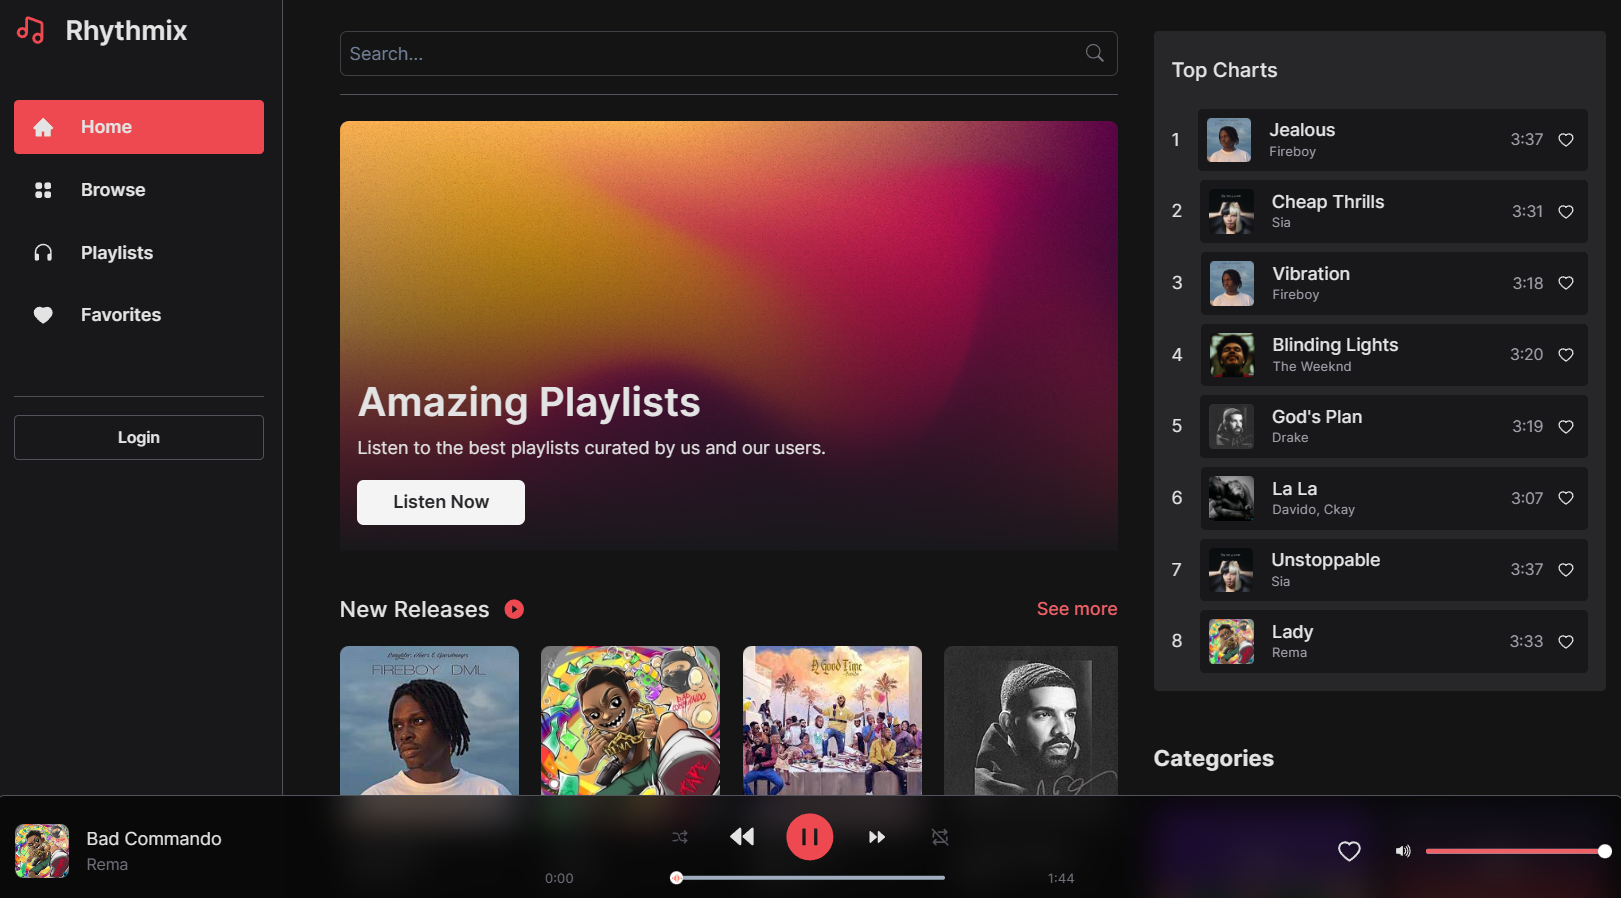 Rhythmix
Home
Browse
Playlists
Favorites
Login
Search...
Amazing Playlists
Listen to the best playlists curated by us and our users.
Listen Now
New Releases
See more
FIREBOY DML
BAD COMMANDO
A Good Time
Top Charts
1
Jealous
Fireboy
3:37
2
Cheap Thrills
Sia
3:31
3
Vibration
Fireboy
3:18
4
Blinding Lights
The Weeknd
3:20
5
God's Plan
Drake
3:19
6
La La
Davido, Ckay
3:07
7
Unstoppable
Sia
3:37
8
Lady
Rema
3:33
Categories
Bad Commando
Rema
0:00
1:44